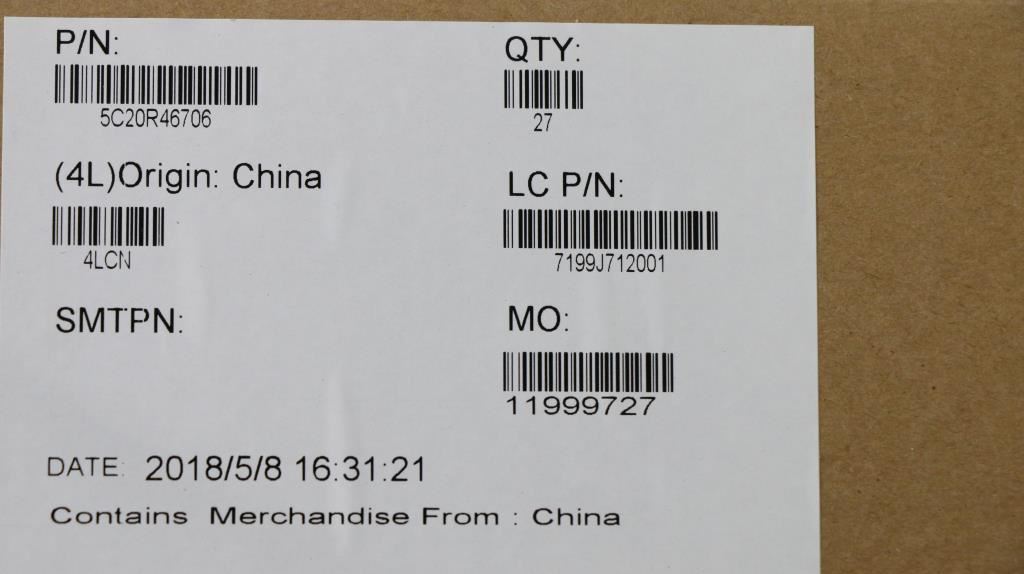 P/N:
5C20R46706
QTY:
27
(4L)Origin: China
4LCN
LC P/N:
7199J712001
SMTPN:
MO:
11999727
DATE: 2018/5/8 16:31:21
Contains Merchandise From : China